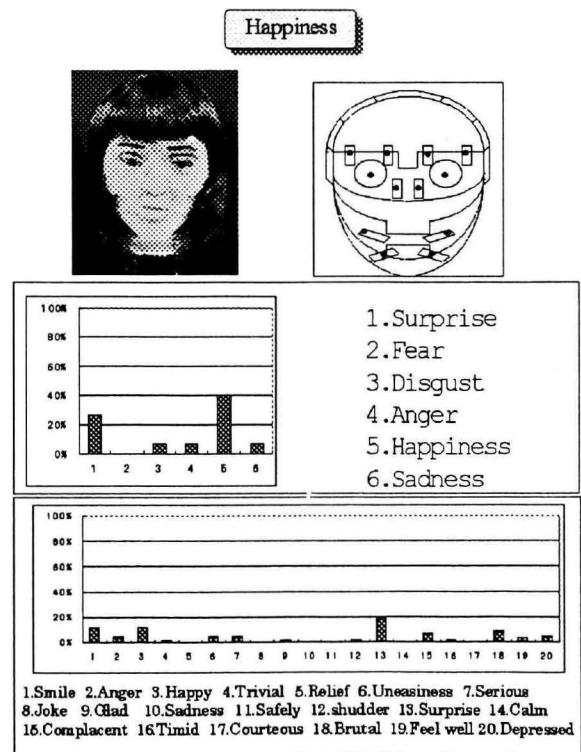 Happiness
100%
80%
60%
40%
20%
0%
1 2 3 4 5 6
1.Surprise
2.Fear
3.Disgust
4.Anger
5.Happiness
6.Sadness
100%
80%
60%
40%
20%
0%
1 2 3 4 5 6 7 8 9 10 11 12 13 14 15 16 17 18 19 20
1.Smile 2.Anger 3.Happy 4.Trivial 5.Relief 6.Uneasiness 7.Serious
8.Joke 9.Glad 10.Sadness 11.Safely 12.shudder 13.Surprise 14.Calm
15.Complacent 16.Timid 17.Courteous 18.Brutal 19.Feel well 20.Depressed